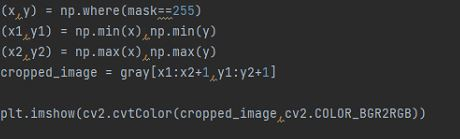 (x,y) = np.where(mask==255)
(x1,y1) = np.min(x),np.min(y)
(x2,y2) = np.max(x),np.max(y)
cropped_image = gray[x1:x2+1,y1:y2+1]
plt.imshow(cv2.cvtColor(cropped_image,cv2.COLOR_BGR2RGB))